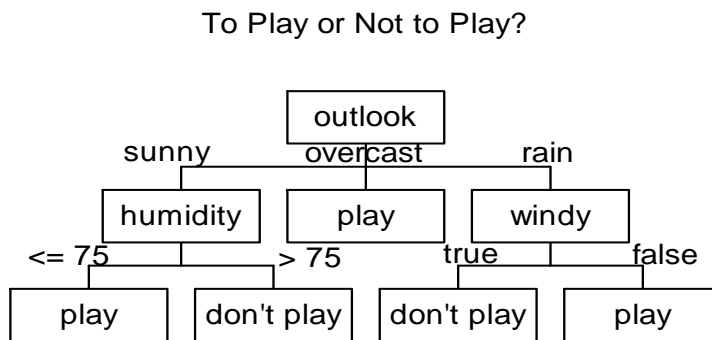 To Play or Not to Play?
outlook
sunny overcast rain
humidity play windy
<= 75 > 75 true false
play don't play don't play play